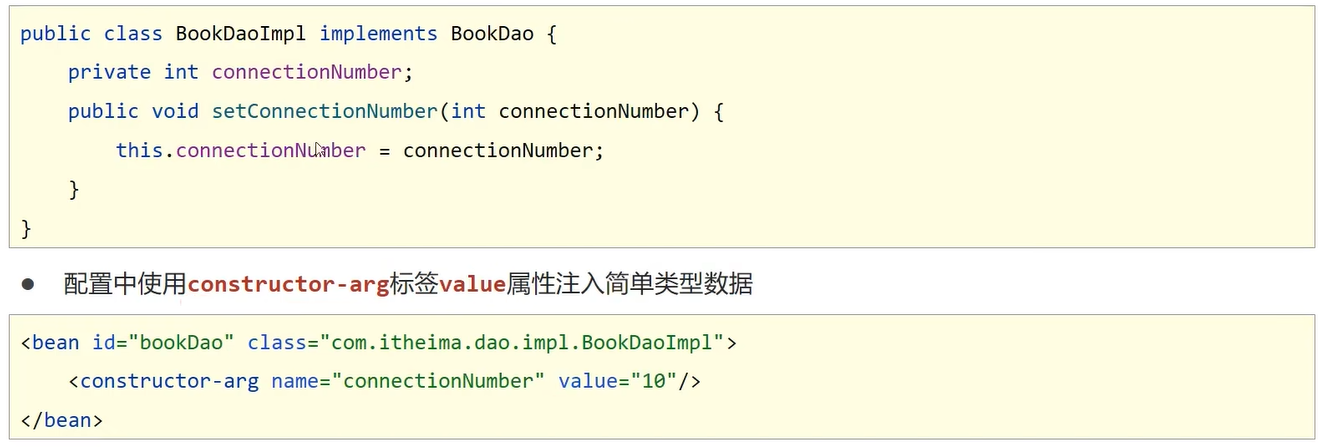 public class BookDaoImpl implements BookDao {
    private int connectionNumber;
    public void setConnectionNumber(int connectionNumber) {
        this.connectionNumber = connectionNumber;
    }
}
● 配置中使用constructor-arg标签value属性注入简单类型数据
<bean id="bookDao" class="com.itheima.dao.impl.BookDaoImpl">
    <constructor-arg name="connectionNumber" value="10"/>
</bean>